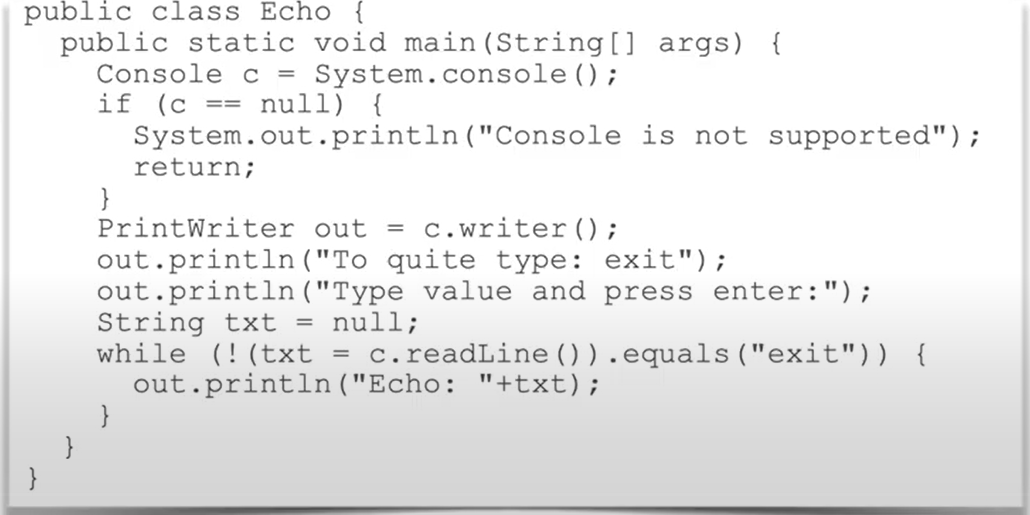 public class Echo {
public static void main(String[] args) {
Console c = System.console();
if (c == null) {
System.out.println("Console is not supported");
return;
}
PrintWriter out = c.writer();
out.println("To quite type: exit");
out.println("Type value and press enter:");
String txt = null;
while (!(txt = c.readLine()).equals("exit")) {
out.println("Echo: "+txt);
}
}
}